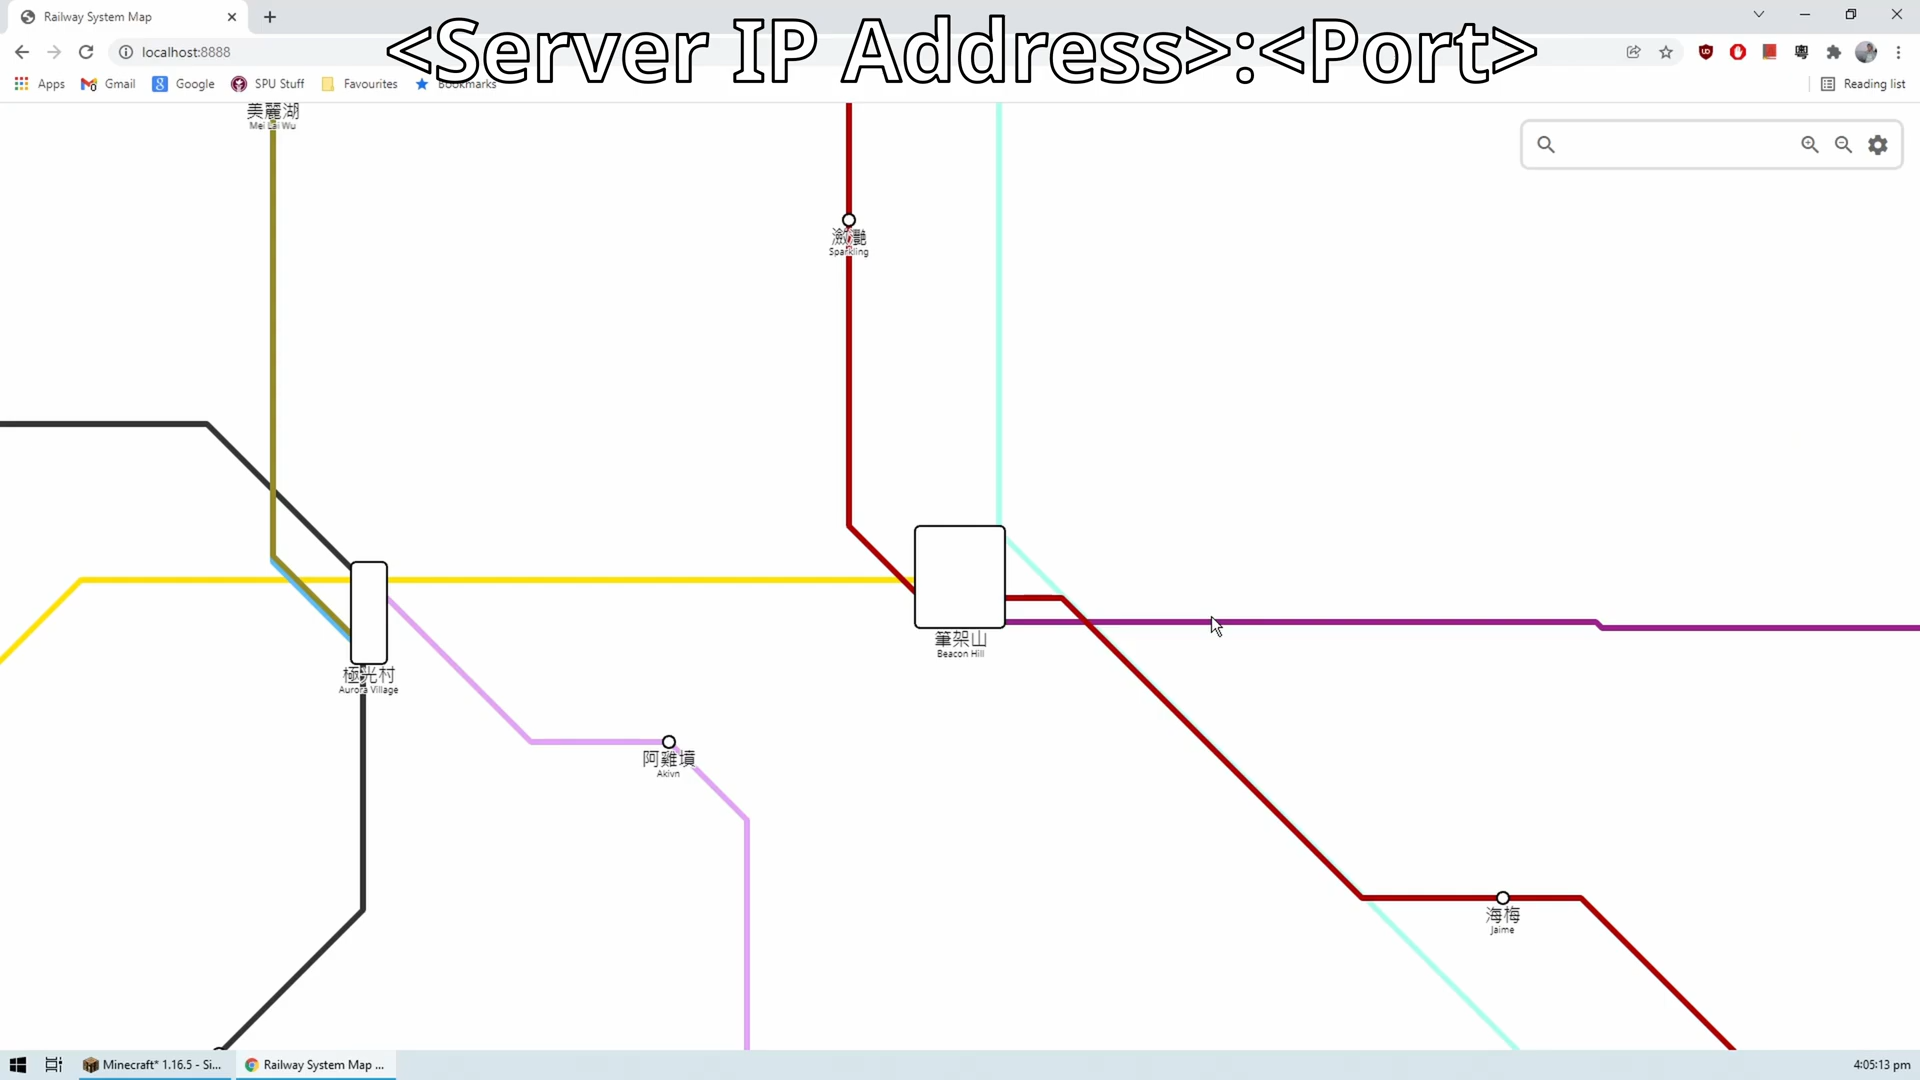 Railway System Map
<Server IP Address>:<Port>
localhost:8888
Apps
Gmail
Google
SPU Stuff
Favourites
Bookmarks
Reading list
美麗湖
Mei Lai Wu
瀲灩
Sparkling
筆架山
Beacon Hill
極光村
Aurora Village
阿雞墳
Akivn
海梅
Jaime
Minecraft* 1.16.5 - Si...
Railway System Map ...
4:05:13 pm